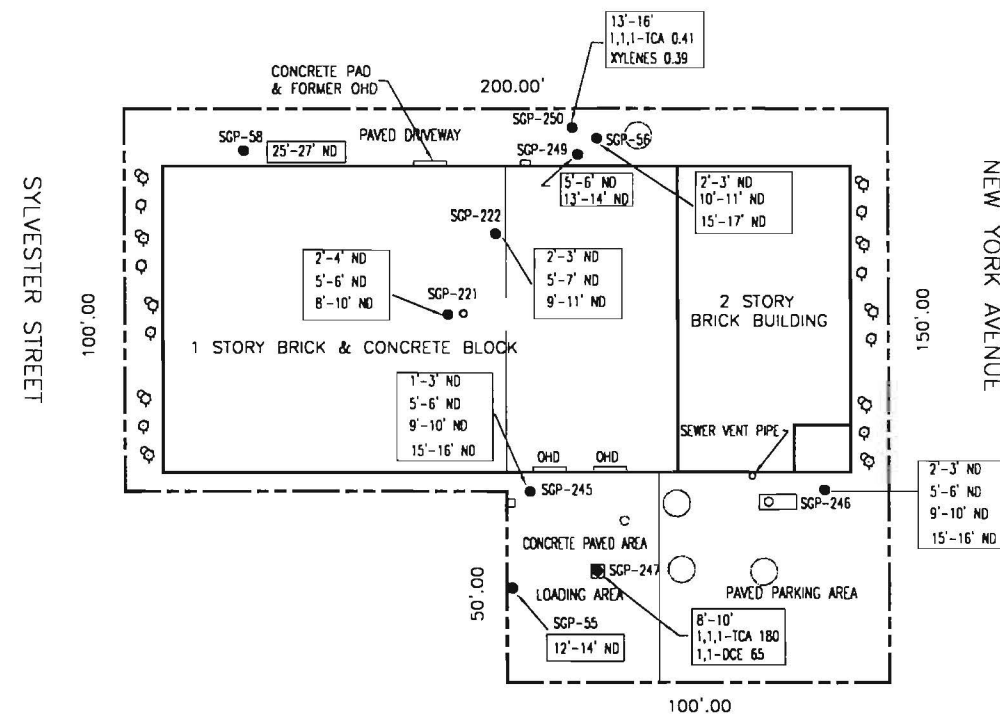 13'-16'
1,1,1-TCA 0.41
XYLENES 0.39
CONCRETE PAD
& FORMER OHD
200.00'
SGP-250
SGP-56
SGP-58
25'-27' ND
PAVED DRIVEWAY
SGP-249
5'-6' ND
13'-14' ND
2'-3' ND
10'-11' ND
15'-17' ND
SYLVESTER STREET
100'.00
SGP-222
2'-4' ND
5'-6' ND
8'-10' ND
SGP-221
2'-3' ND
5'-7' ND
9'-11' ND
1 STORY BRICK & CONCRETE BLOCK
2 STORY
BRICK BUILDING
150'.00
NEW YORK AVENUE
1'-3' ND
5'-6' ND
9'-10' ND
15'-16' ND
OHD
OHD
SEWER VENT PIPE
SGP-245
SGP-246
2'-3' ND
5'-6' ND
9'-10' ND
15'-16' ND
CONCRETE PAVED AREA
SGP-247
LOADING AREA
PAVED PARKING AREA
50'.00
SGP-55
12'-14' ND
8'-10'
1,1,1-TCA 180
1,1-DCE 65
100'.00